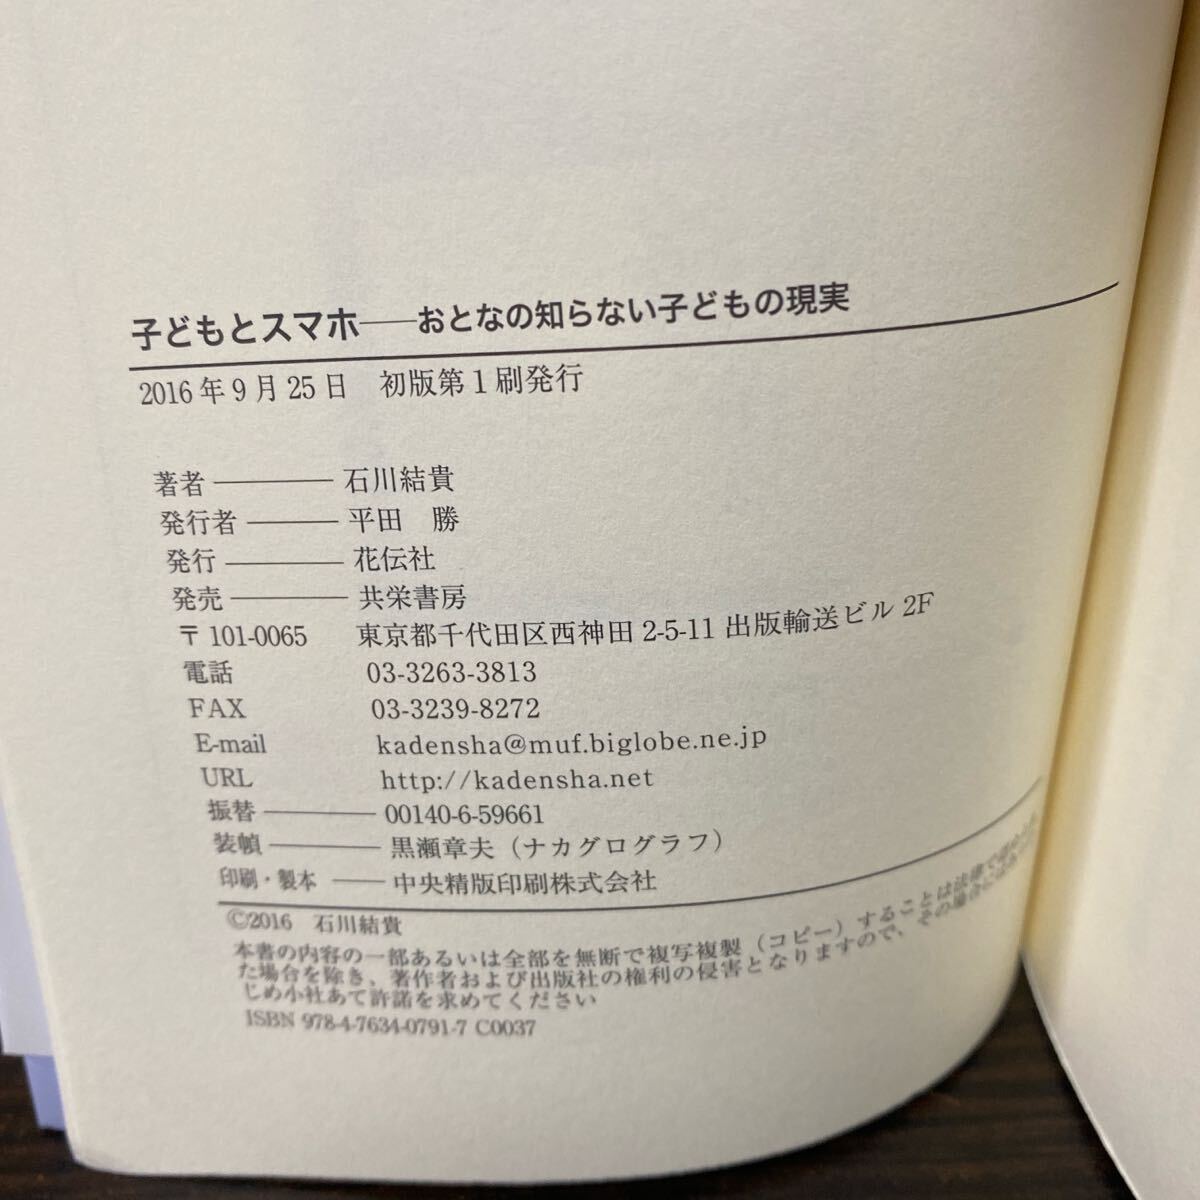 子どもとスマホ——おとなの知らない子どもの現実
2016年9月25日　初版第1刷発行
著者———石川結貴
発行者———平田　勝
発行———花伝社
発売———共栄書房
〒101-0065　東京都千代田区西神田2-5-11 出版輸送ビル2F
電話　03-3263-3813
FAX　03-3239-8272
E-mail　kadensha@muf.biglobe.ne.jp
URL　http://kadensha.net
振替———00140-6-59661
装幀———黒瀬章夫（ナカグログラフ）
印刷・製本——中央精版印刷株式会社
©2016　石川結貴
本書の内容の一部あるいは全部を無断で複写複製（コピー）することは法律で認められ
た場合を除き、著作者および出版社の権利の侵害となりますので、その場合にはあらか
じめ小社あて許諾を求めてください
ISBN 978-4-7634-0791-7 C0037